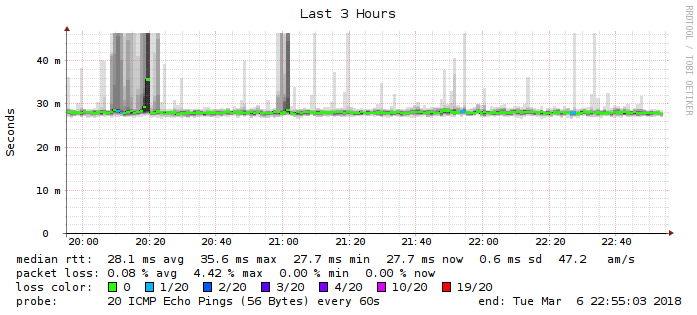 Last 3 Hours
RRDTOOL / TOBI OETIKER
Seconds
40 m
30 m
20 m
10 m
0
20:00 20:20 20:40 21:00 21:20 21:40 22:00 22:20 22:40
median rtt: 28.1 ms avg 35.6 ms max 27.7 ms min 27.7 ms now 0.6 ms sd 47.2 am/s
packet loss: 0.08 % avg 4.42 % max 0.00 % min 0.00 % now
loss color: 0 1/20 2/20 3/20 4/20 10/20 19/20
probe: 20 ICMP Echo Pings (56 Bytes) every 60s end: Tue Mar 6 22:55:03 2018